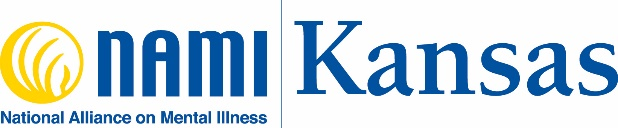 NAMI
National Alliance on Mental Illness
Kansas